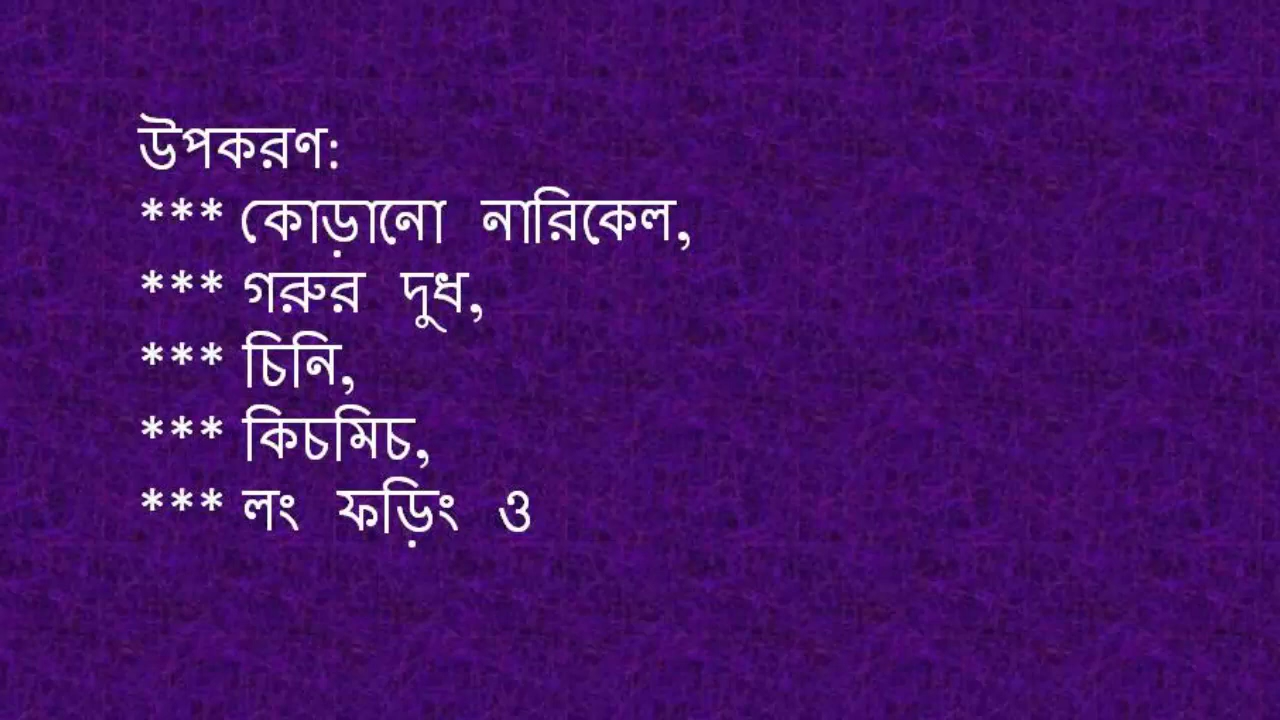 উপকরণ:
*** কোড়ানো নারিকেল,
*** গরুর দুধ,
*** চিনি,
*** কিচমিচ,
*** লং ফড়িং ও